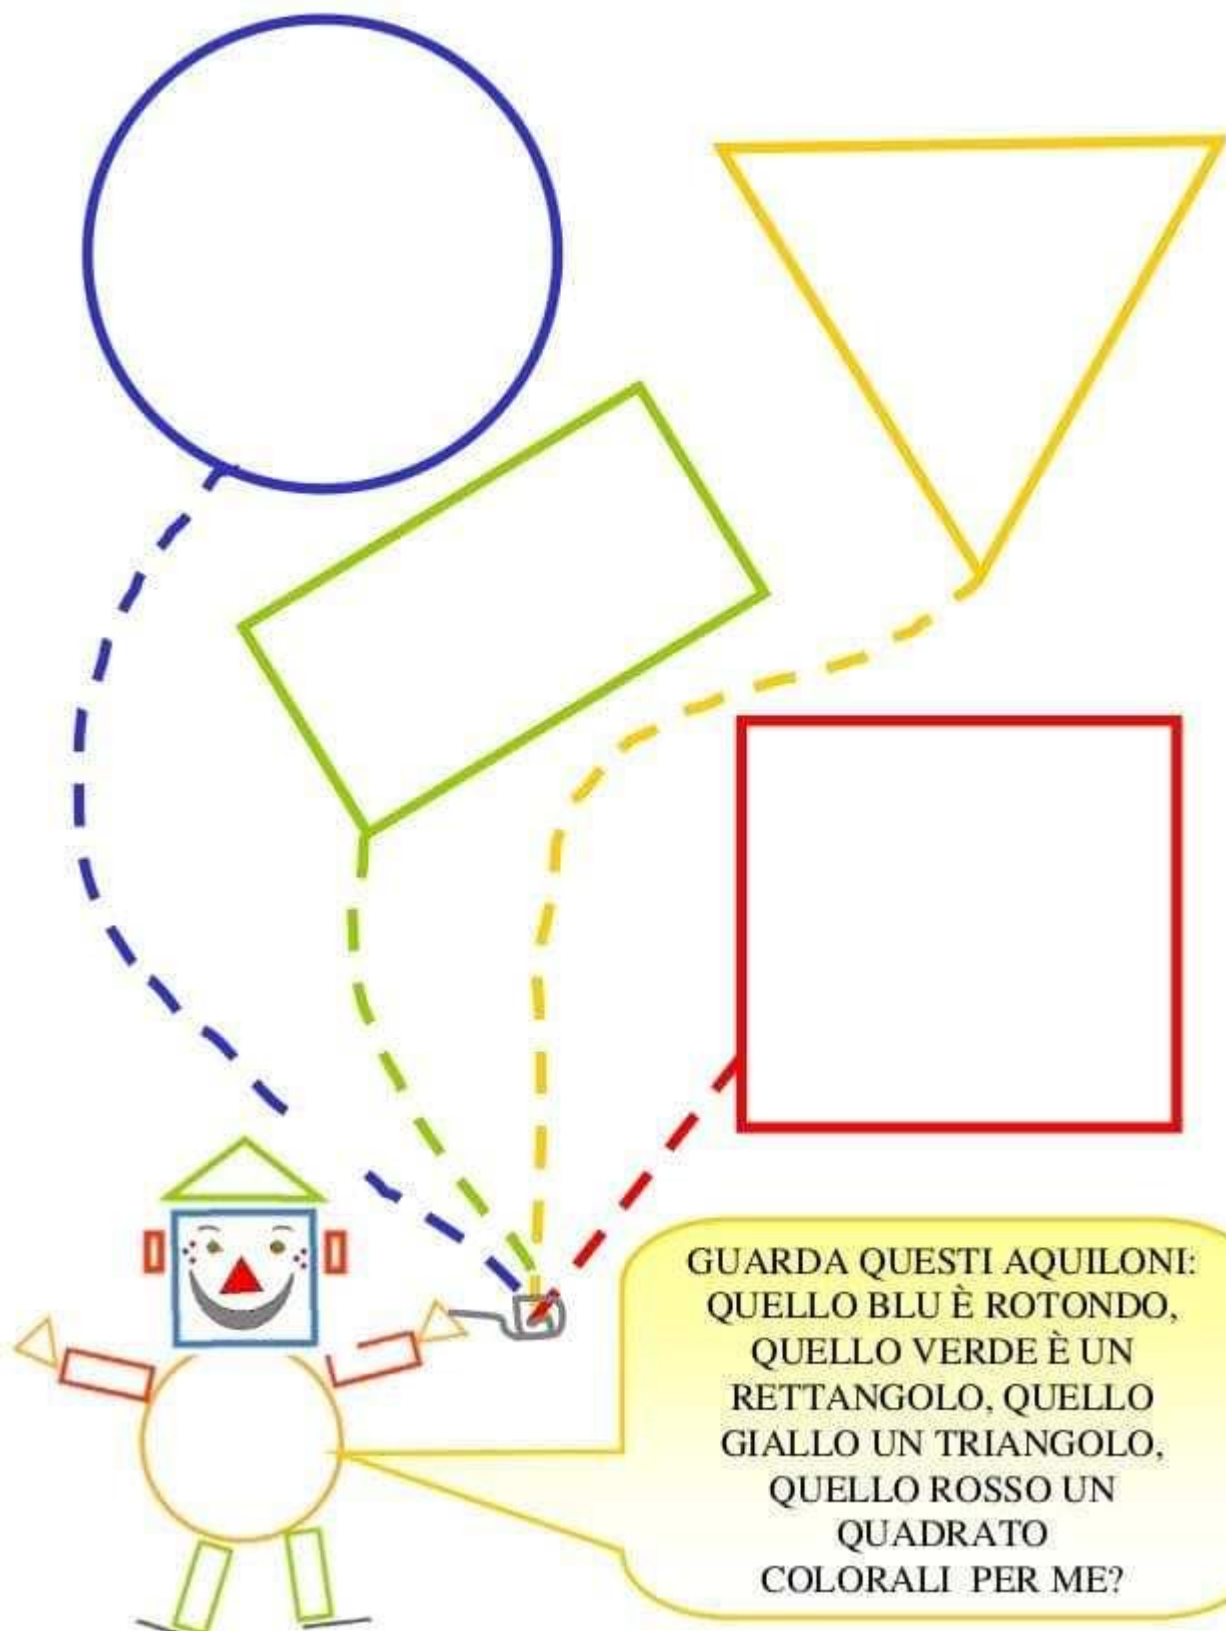 GUARDA QUESTI AQUILONI:
QUELLO BLU È ROTONDO,
QUELLO VERDE È UN
RETTANGOLO, QUELLO
GIALLO UN TRIANGOLO,
QUELLO ROSSO UN
QUADRATO
COLORALI PER ME?